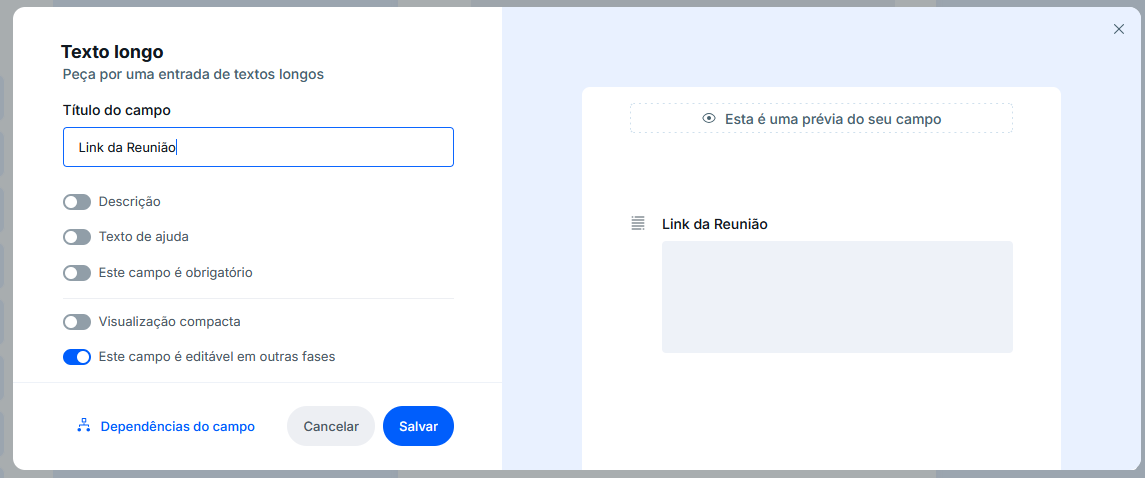 Texto longo
Peça por uma entrada de textos longos
Título do campo
Link da Reunião
Descrição
Texto de ajuda
Este campo é obrigatório
Visualização compacta
Este campo é editável em outras fases
Dependências do campo
Cancelar
Salvar
Esta é uma prévia do seu campo
Link da Reunião